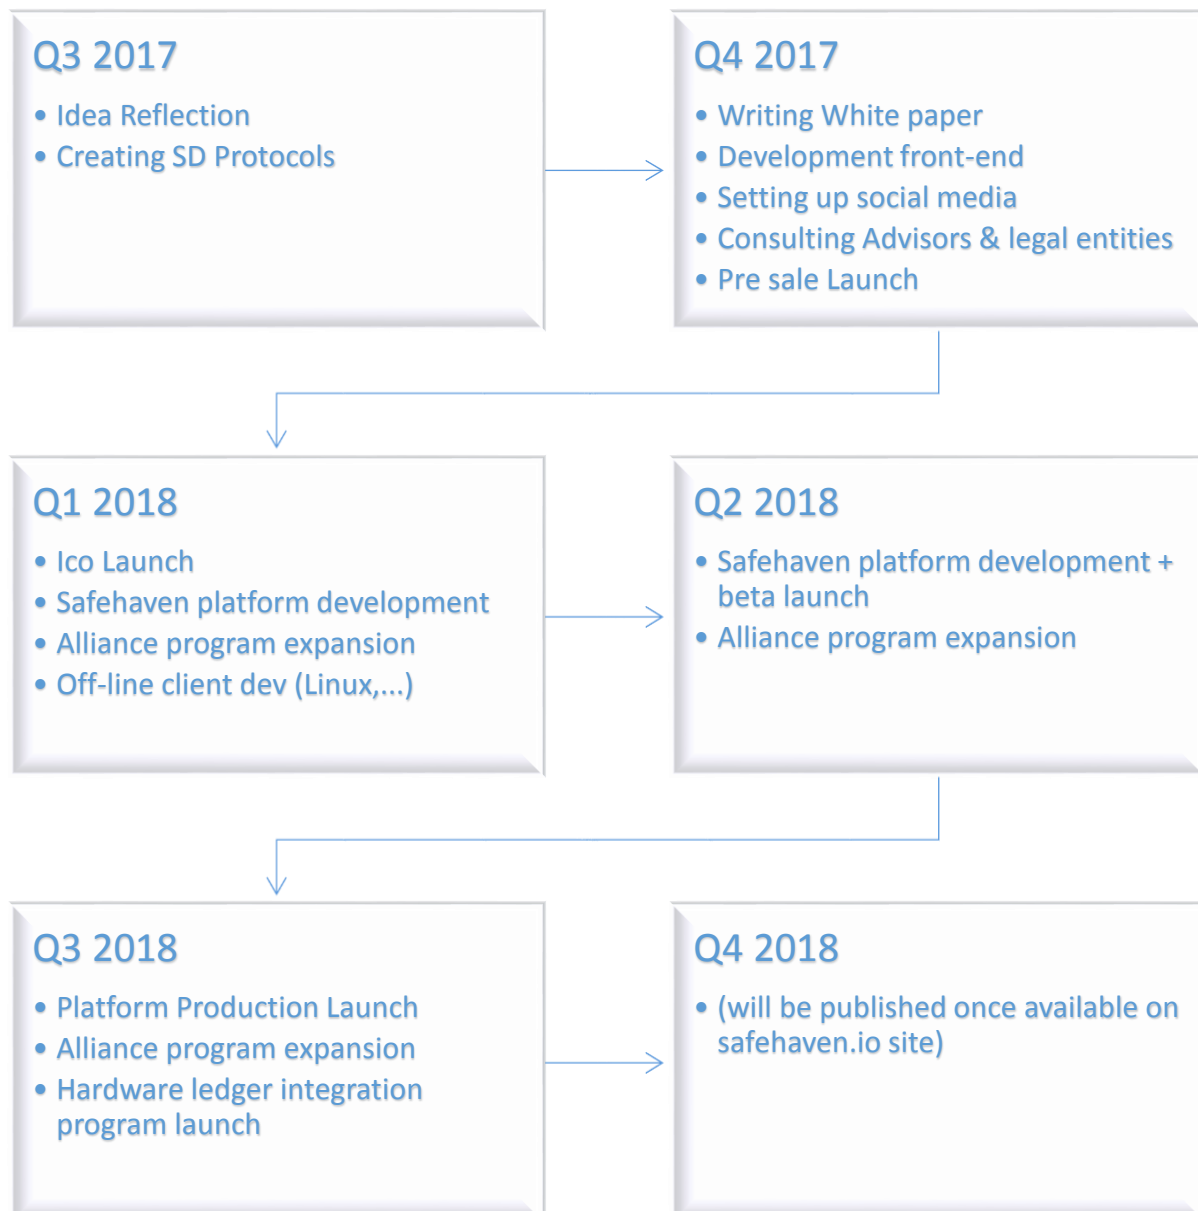 Q3 2017
• Idea Reflection
• Creating SD Protocols
Q4 2017
• Writing White paper
• Development front-end
• Setting up social media
• Consulting Advisors & legal entities
• Pre sale Launch
Q1 2018
• Ico Launch
• Safehaven platform development
• Alliance program expansion
• Off-line client dev (Linux,...)
Q2 2018
• Safehaven platform development +
beta launch
• Alliance program expansion
Q3 2018
• Platform Production Launch
• Alliance program expansion
• Hardware ledger integration
program launch
Q4 2018
• (will be published once available on
safehaven.io site)